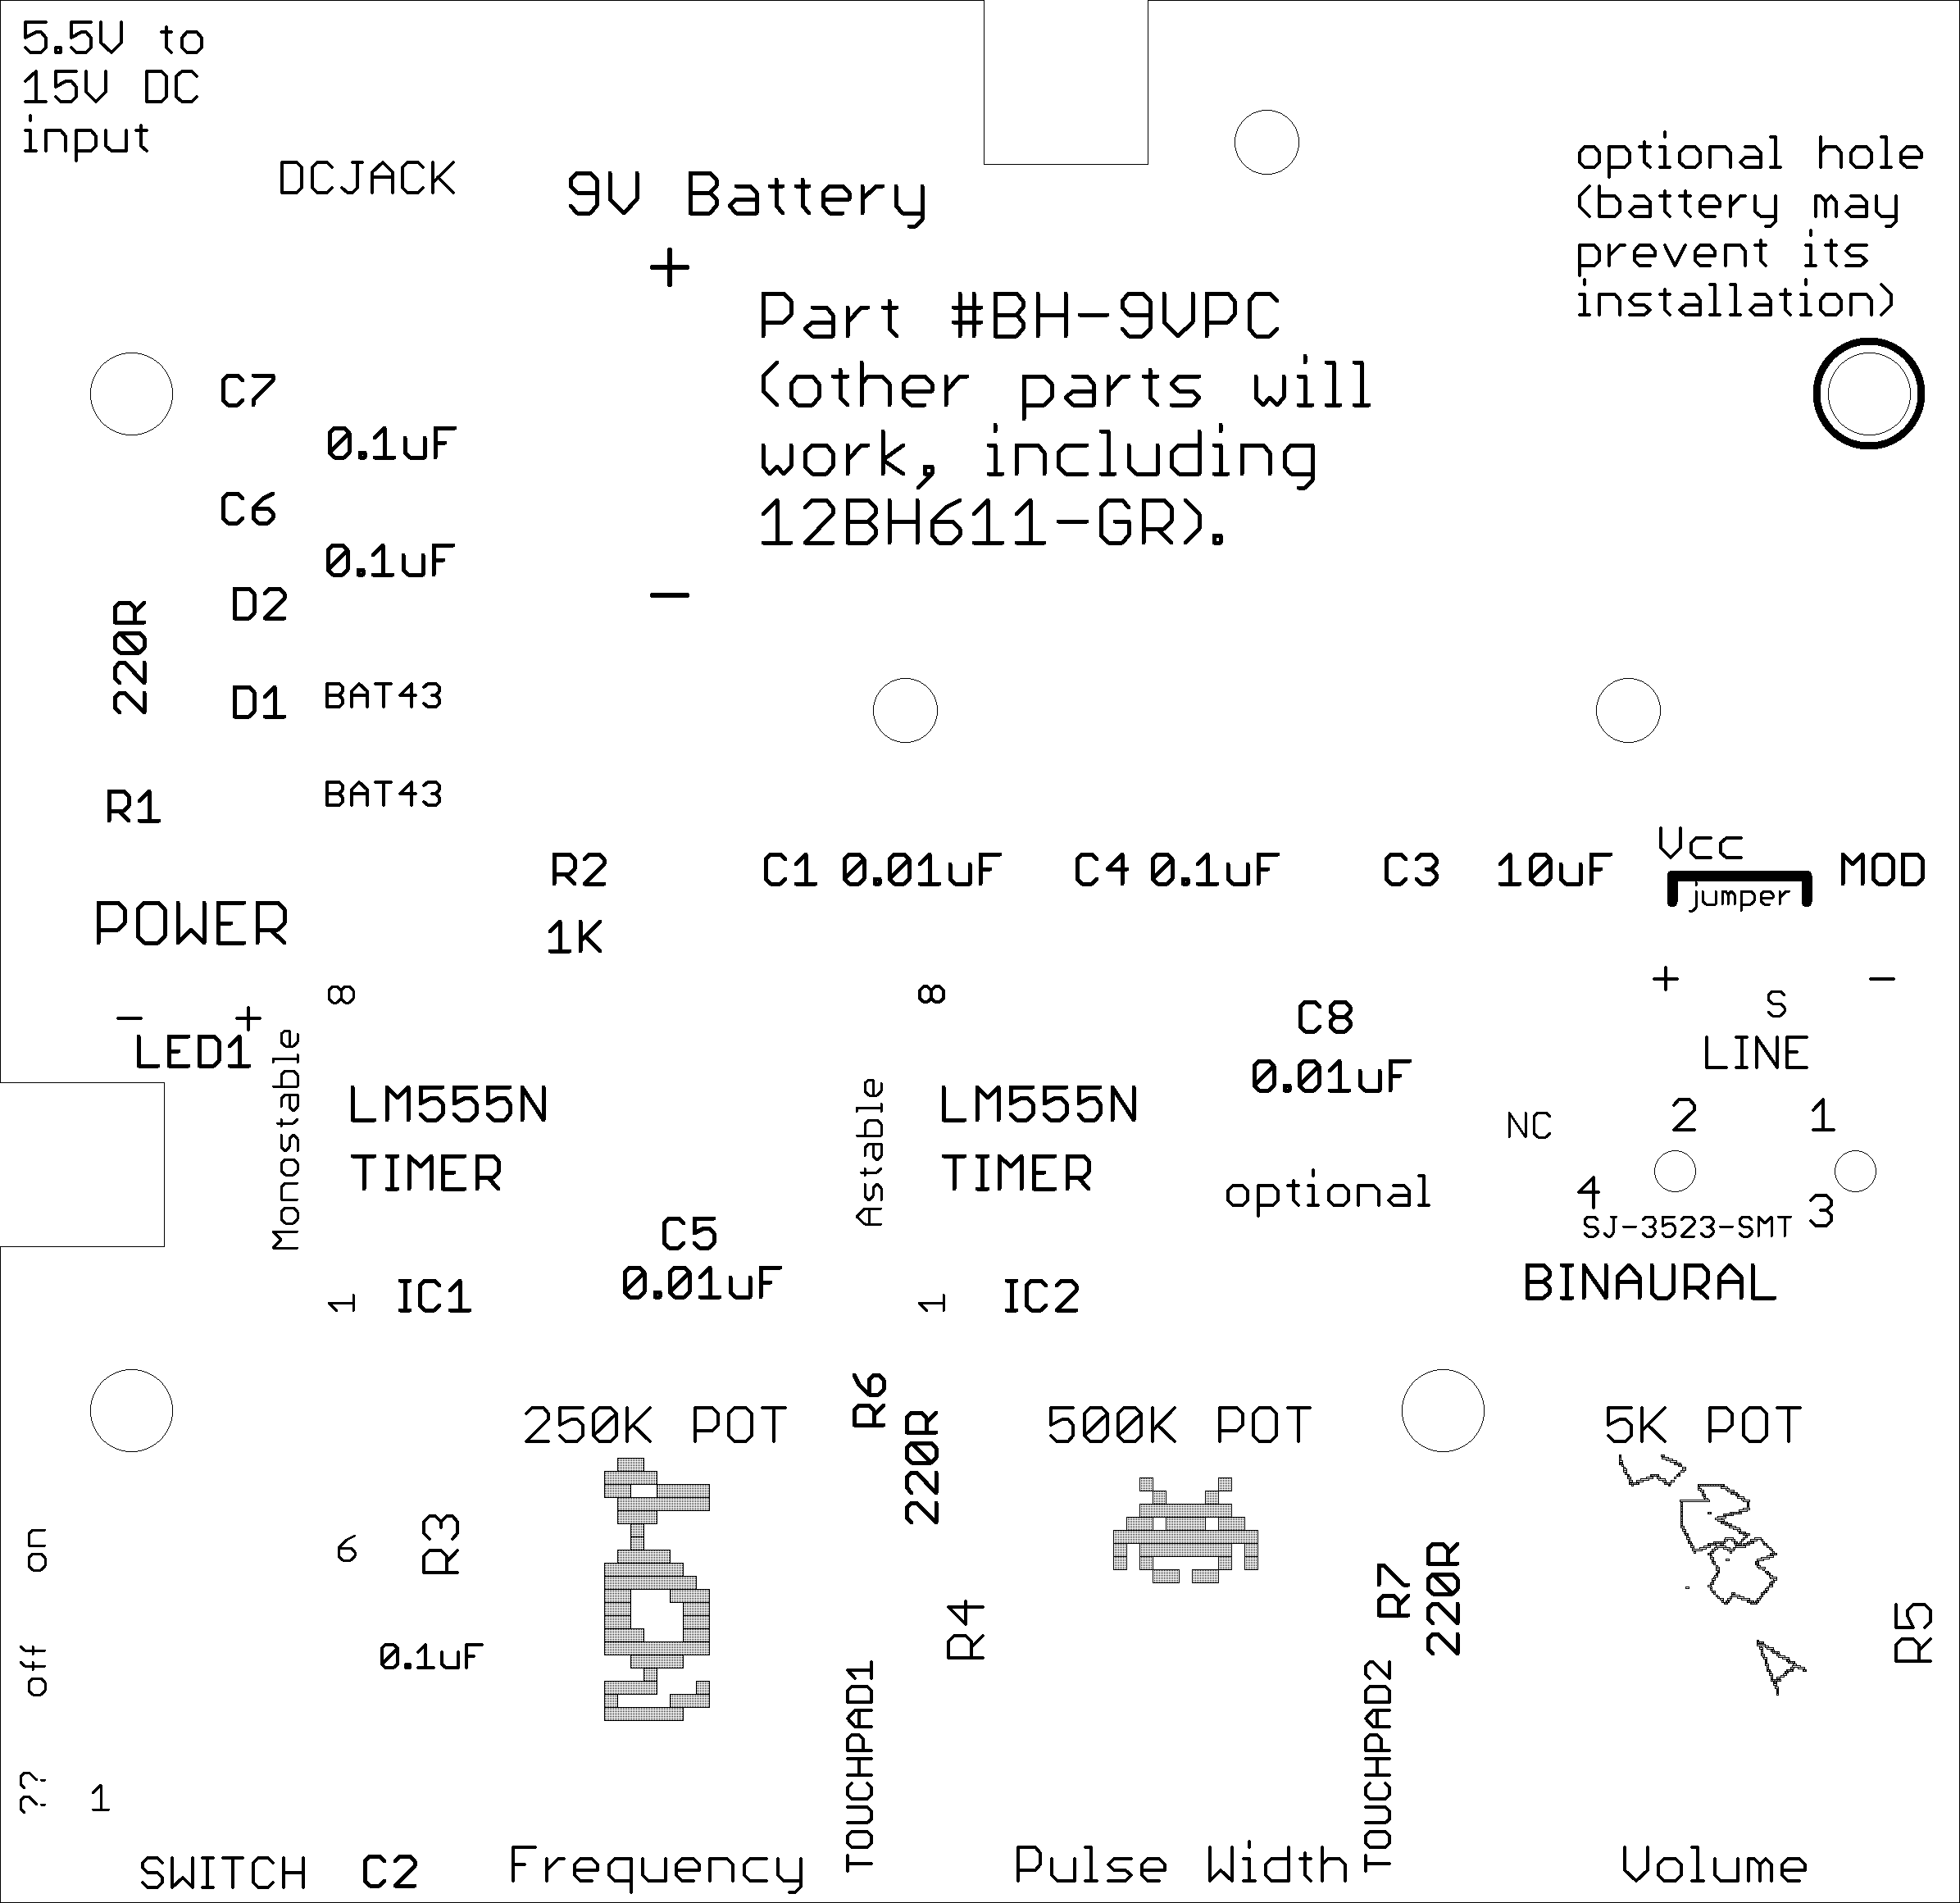 5.5V to
15V DC
input
DCJACK
9V Battery
+
optional hole
(battery may
prevent its
installation)
Part #BH-9VPC
(other parts will
work, including
12BH611-GR).
-
C7
0.1uF
C6
0.1uF
D2
220R
D1
BAT43
R1
BAT43
R2
1K
C1 0.01uF
C4 0.1uF
C3 10uF
Vcc
jumper
MOD
POWER
- +
LED1
8
Monostable
LM555N
TIMER
1
IC1
C5
0.01uF
8
Astable
LM555N
TIMER
1
IC2
C8
0.01uF
optional
+ S -
LINE
NC
2
1
4
3
SJ-3523-SMT
BINAURAL
250K POT
R6
220R
500K POT
5K POT
on
off
??
6
R3
0.1uF
1
R4
R7
220R
R5
TOUCHPAD1
TOUCHPAD2
SWITCH
C2
Frequency
Pulse Width
Volume